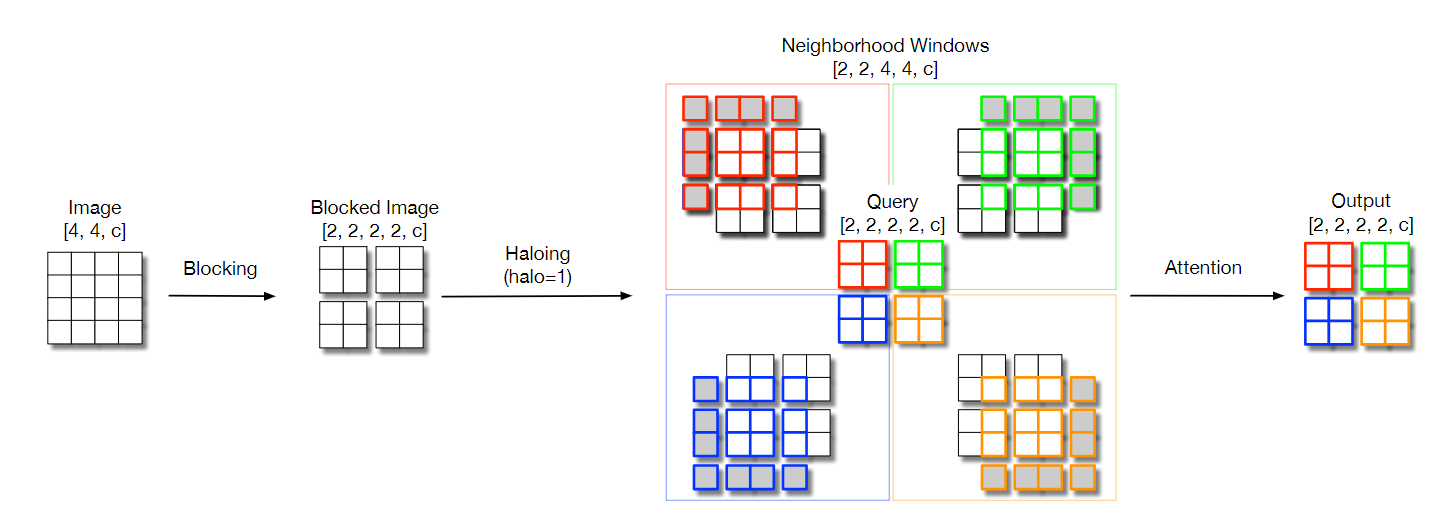 Image
[4, 4, c]
Blocking
Blocked Image
[2, 2, 2, 2, c]
Haloing
(halo=1)
Neighborhood Windows
[2, 2, 4, 4, c]
Query
[2, 2, 2, 2, c]
Attention
Output
[2, 2, 2, 2, c]